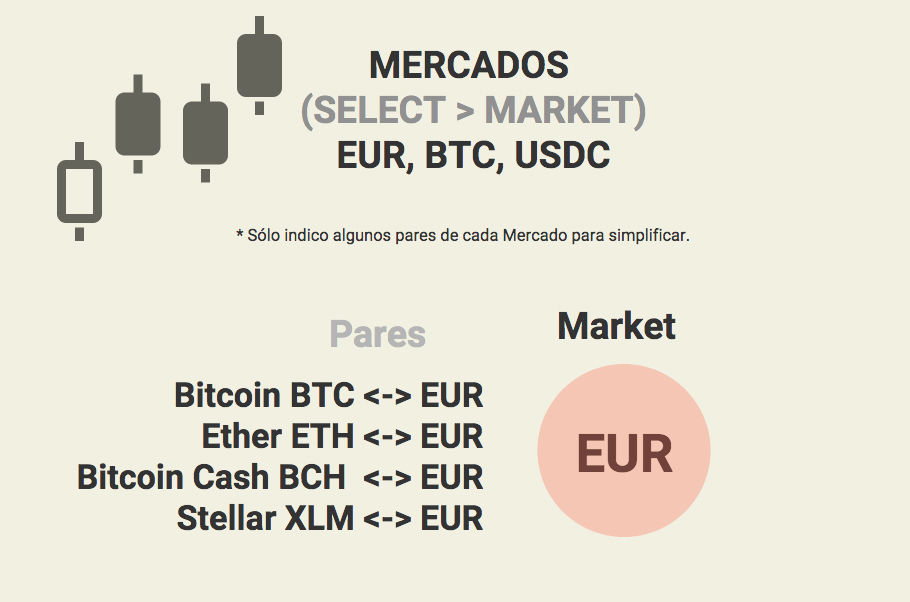 MERCADOS
(SELECT > MARKET)
EUR, BTC, USDC
* Sólo indico algunos pares de cada Mercado para simplificar.
Pares
Market
Bitcoin BTC <-> EUR
Ether ETH <-> EUR
Bitcoin Cash BCH <-> EUR
Stellar XLM <-> EUR
EUR